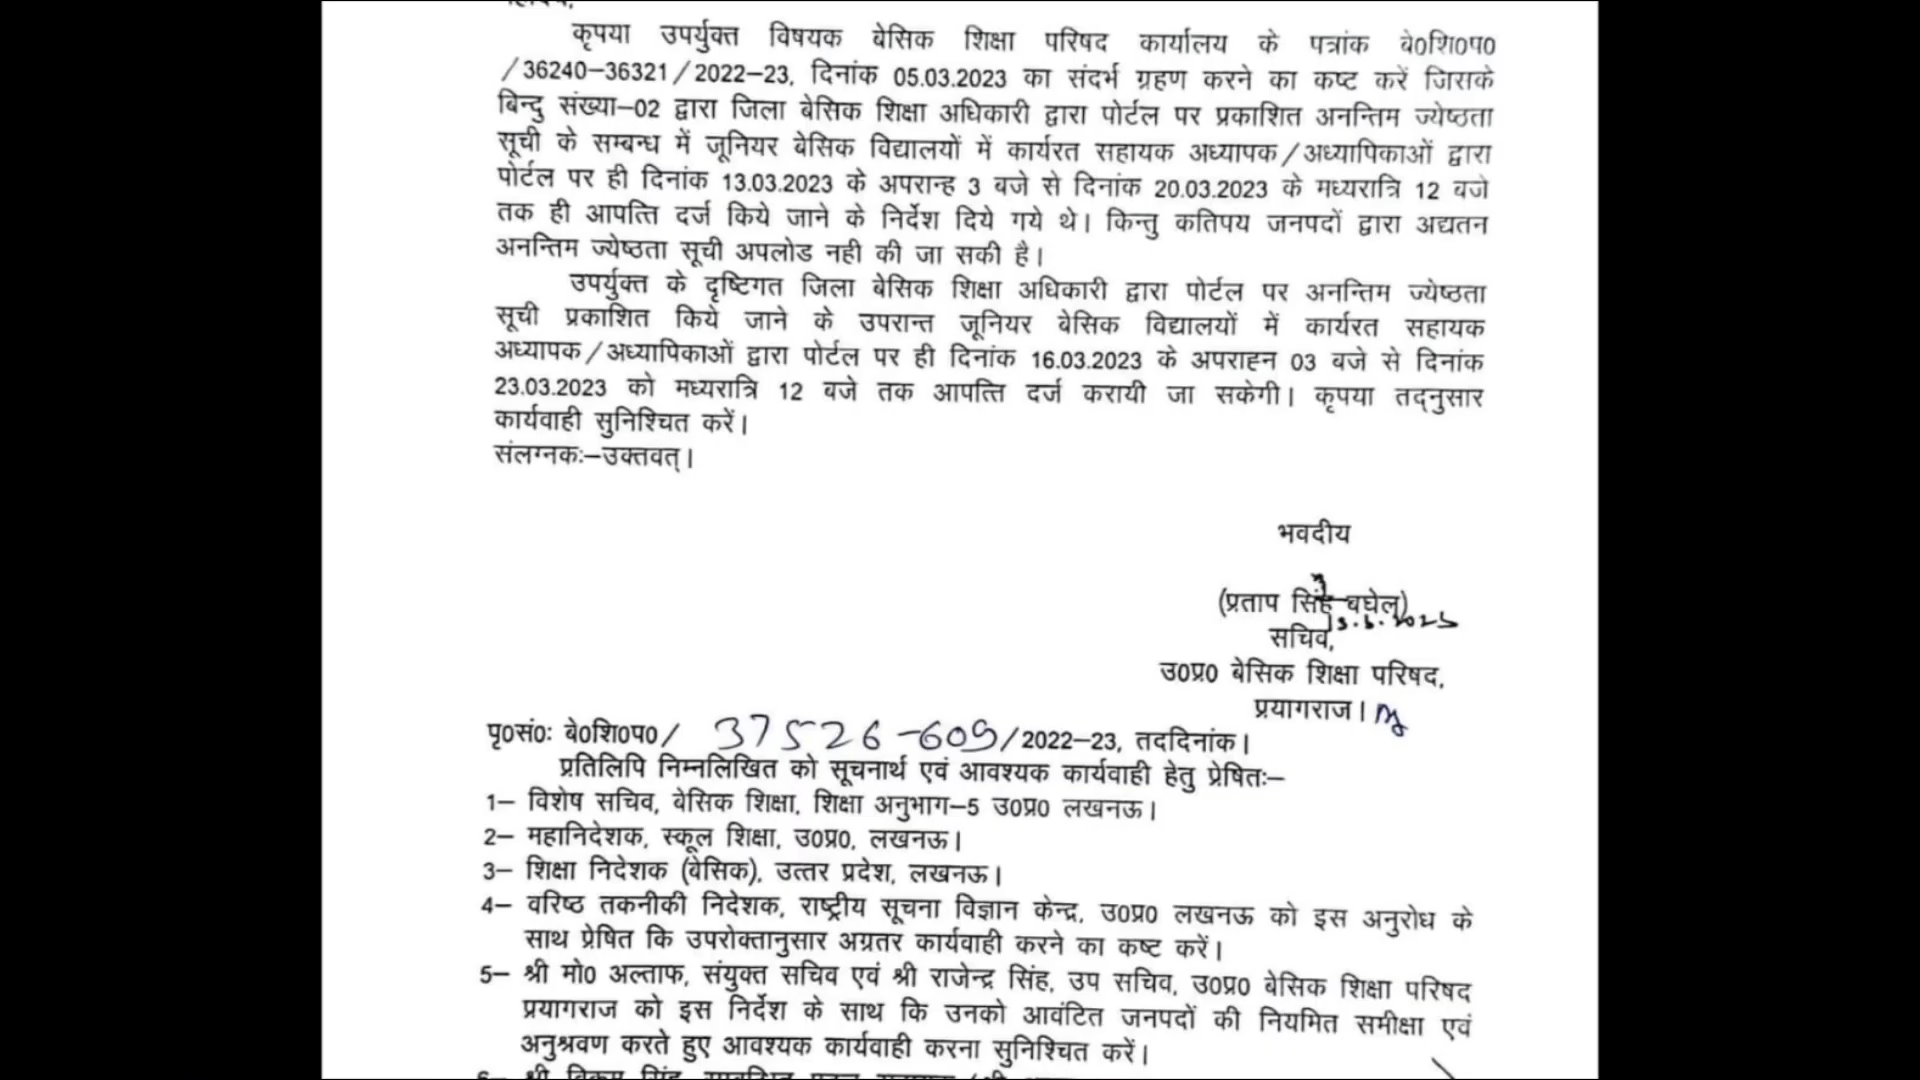 कृपया उपर्युक्त विषयक बेसिक शिक्षा परिषद कार्यालय के पत्रांक बे0शि0प0
/36240–36321/2022–23, दिनांक 05.03.2023 का संदर्भ ग्रहण करने का कष्ट करें जिसके
बिन्दु संख्या–02 द्वारा जिला बेसिक शिक्षा अधिकारी द्वारा पोर्टल पर प्रकाशित अनन्तिम ज्येष्ठता
सूची के सम्बन्ध में जूनियर बेसिक विद्यालयों में कार्यरत सहायक अध्यापक/अध्यापिकाओं द्वारा
पोर्टल पर ही दिनांक 13.03.2023 के अपरान्ह 3 बजे से दिनांक 20.03.2023 के मध्यरात्रि 12 बजे
तक ही आपत्ति दर्ज किये जाने के निर्देश दिये गये थे। किन्तु कतिपय जनपदों द्वारा अद्यतन
अनन्तिम ज्येष्ठता सूची अपलोड नही की जा सकी है।
उपर्युक्त के दृष्टिगत जिला बेसिक शिक्षा अधिकारी द्वारा पोर्टल पर अनन्तिम ज्येष्ठता
सूची प्रकाशित किये जाने के उपरान्त जूनियर बेसिक विद्यालयों में कार्यरत सहायक
अध्यापक/अध्यापिकाओं द्वारा पोर्टल पर ही दिनांक 16.03.2023 के अपराह्न 03 बजे से दिनांक
23.03.2023 को मध्यरात्रि 12 बजे तक आपत्ति दर्ज करायी जा सकेगी। कृपया तद्नुसार
कार्यवाही सुनिश्चित करें।
संलग्नकः–उक्तवत्।
भवदीय
(प्रताप सिंह बघेल)
सचिव,
उ0प्र0 बेसिक शिक्षा परिषद,
प्रयागराज।
पृ0सं0: बे0शि0प0/ 37526-609/2022–23, तददिनांक।
प्रतिलिपि निम्नलिखित को सूचनार्थ एवं आवश्यक कार्यवाही हेतु प्रेषितः–
1– विशेष सचिव, बेसिक शिक्षा, शिक्षा अनुभाग–5 उ0प्र0 लखनऊ।
2– महानिदेशक, स्कूल शिक्षा, उ0प्र0, लखनऊ।
3– शिक्षा निदेशक (बेसिक), उत्तर प्रदेश, लखनऊ।
4– वरिष्ठ तकनीकी निदेशक, राष्ट्रीय सूचना विज्ञान केन्द्र, उ0प्र0 लखनऊ को इस अनुरोध के
साथ प्रेषित कि उपरोक्तानुसार अग्रतर कार्यवाही करने का कष्ट करें।
5– श्री मो0 अल्ताफ, संयुक्त सचिव एवं श्री राजेन्द्र सिंह, उप सचिव, उ0प्र0 बेसिक शिक्षा परिषद
प्रयागराज को इस निर्देश के साथ कि उनको आवंटित जनपदों की नियमित समीक्षा एवं
अनुश्रवण करते हुए आवश्यक कार्यवाही करना सुनिश्चित करें।